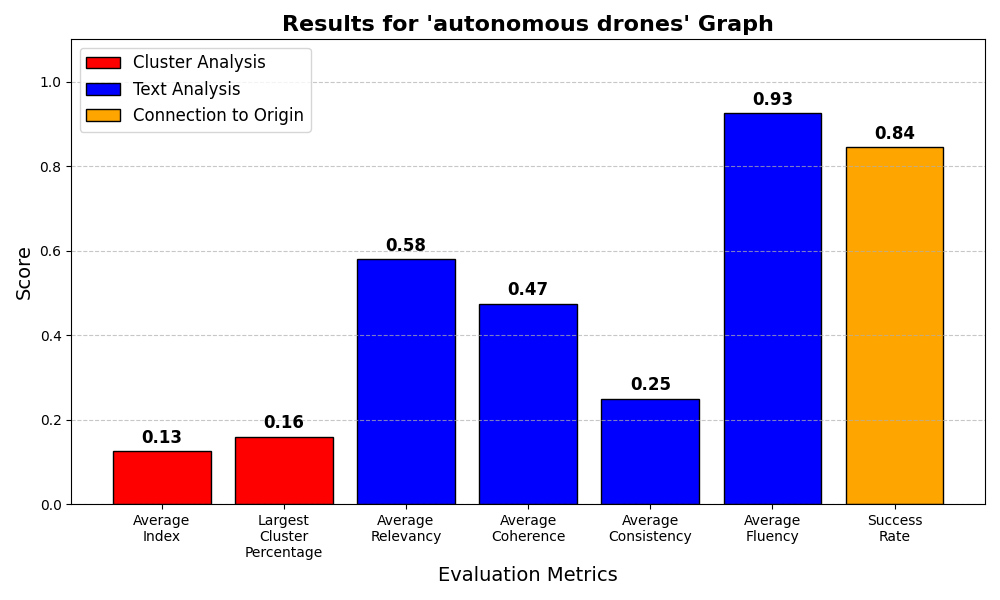 Results for 'autonomous drones' Graph
Cluster Analysis
Text Analysis
Connection to Origin
Score
1.0
0.8
0.6
0.4
0.2
0.0
0.13
0.16
0.58
0.47
0.25
0.93
0.84
Average
Index
Largest
Cluster
Percentage
Average
Relevancy
Average
Coherence
Average
Consistency
Average
Fluency
Success
Rate
Evaluation Metrics